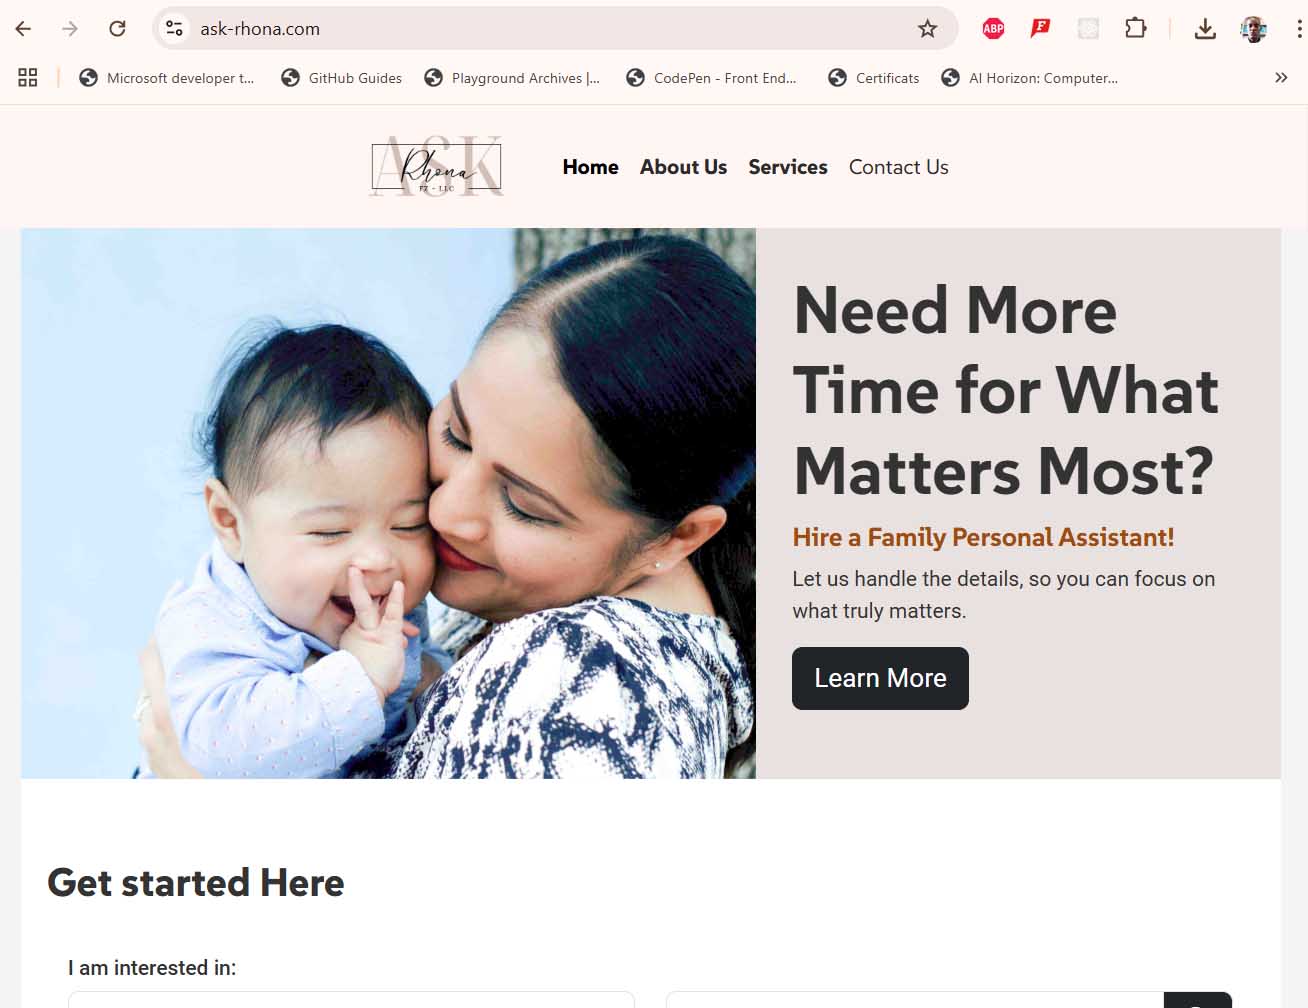 ask-rhona.com
ABP
Microsoft developer t...
GitHub Guides
Playground Archives |...
CodePen - Front End...
Certificats
AI Horizon: Computer...
ASK
Rhona
FZ - LLC
Home
About Us
Services
Contact Us
Need More
Time for What
Matters Most?
Hire a Family Personal Assistant!
Let us handle the details, so you can focus on
what truly matters.
Learn More
Get started Here
I am interested in: